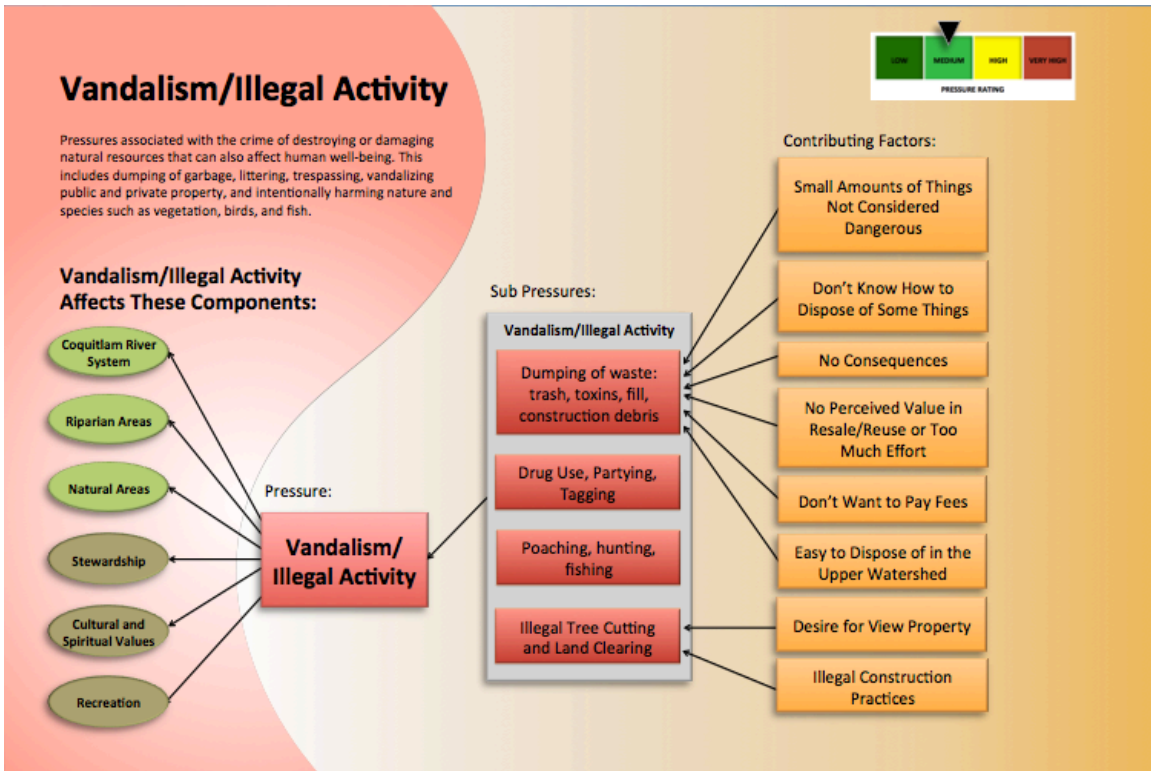 Vandalism/Illegal Activity
Pressures associated with the crime of destroying or damaging
natural resources that can also affect human well-being. This
includes dumping of garbage, littering, trespassing, vandalizing
public and private property, and intentionally harming nature and
species such as vegetation, birds, and fish.
LOW MEDIUM HIGH VERY HIGH
PRESSURE RATING
Vandalism/Illegal Activity
Affects These Components:
Coquitlam River
System
Riparian Areas
Natural Areas
Stewardship
Cultural and
Spiritual Values
Recreation
Pressure:
Vandalism/
Illegal Activity
Sub Pressures:
Vandalism/Illegal Activity
Dumping of waste:
trash, toxins, fill,
construction debris
Drug Use, Partying,
Tagging
Poaching, hunting,
fishing
Illegal Tree Cutting
and Land Clearing
Contributing Factors:
Small Amounts of Things
Not Considered
Dangerous
Don't Know How to
Dispose of Some Things
No Consequences
No Perceived Value in
Resale/Reuse or Too
Much Effort
Don't Want to Pay Fees
Easy to Dispose of in the
Upper Watershed
Desire for View Property
Illegal Construction
Practices